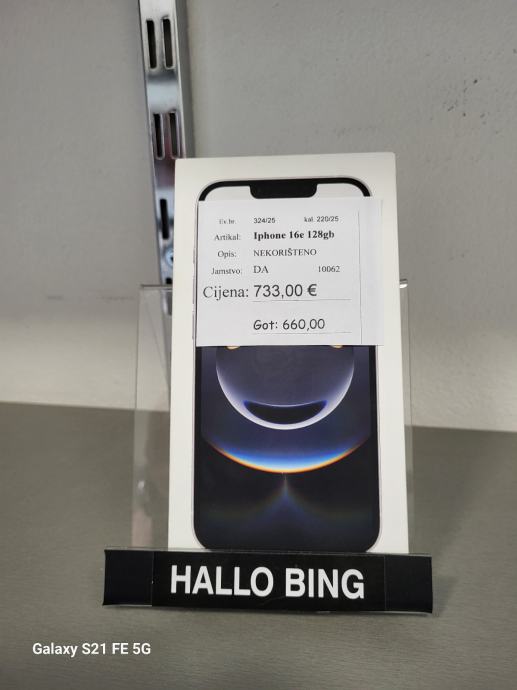 Ev.br. 324/25 kal. 220/25
Artikal: Iphone 16e 128gb
Opis: NEKORIŠTENO
Jamstvo: DA 10062
Cijena: 733,00 €
Got: 660,00
HALLO BING
Galaxy S21 FE 5G